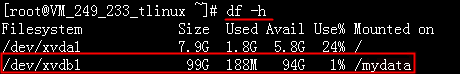 [root@VM_249_233_tlinux ~]# df -h
Filesystem Size Used Avail Use% Mounted on
/dev/xvda1 7.9G 1.8G 5.8G 24% /
/dev/xvdb1 99G 188M 94G 1% /mydata